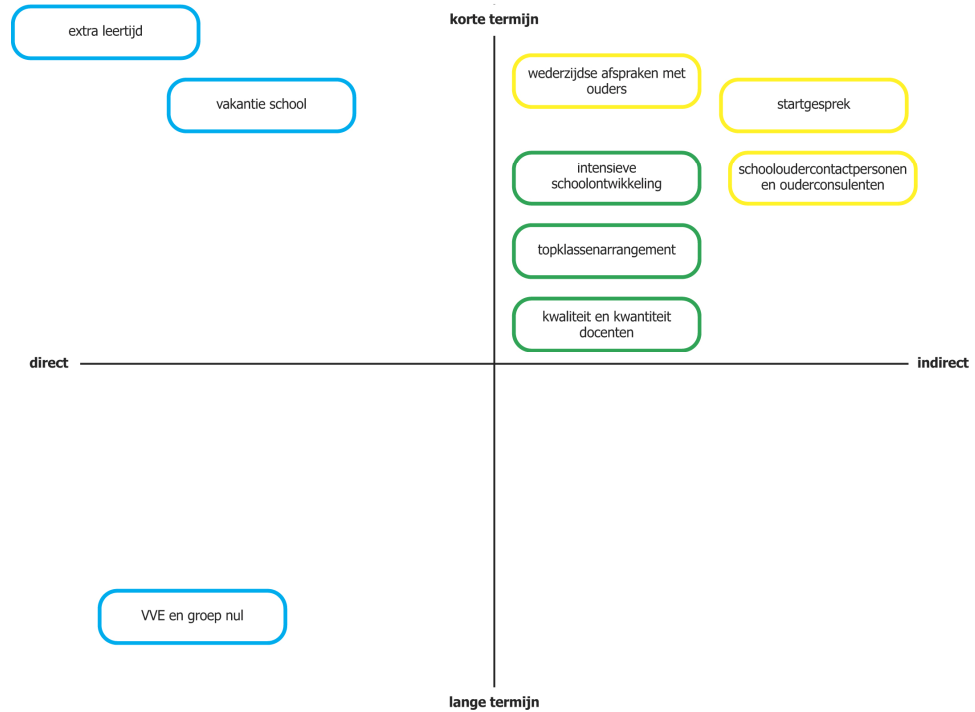 korte termijn
extra leertijd
vakantie school
wederzijdse afspraken met
ouders
startgesprek
intensieve
schoolontwikkeling
schooloudercontactpersonen
en ouderconsulenten
topklassenarrangement
kwaliteit en kwantiteit
docenten
direct
indirect
VVE en groep nul
lange termijn